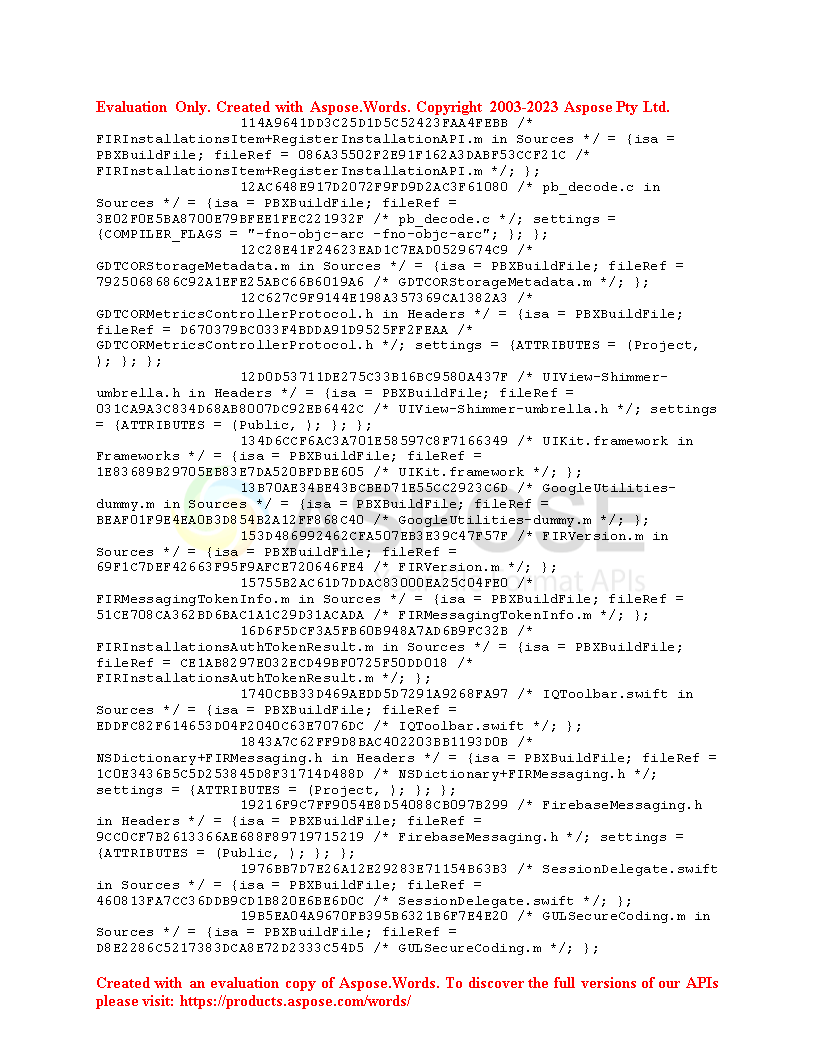 Evaluation Only. Created with Aspose.Words. Copyright 2003-2023 Aspose Pty Ltd.
114A9641DD3C25D1D5C52423FAA4FEBB /*
FIRInstallationsItem+RegisterInstallationAPI.m in Sources */ = {isa =
PBXBuildFile; fileRef = 086A35502F2E91F162A3DABF53CCF21C /*
FIRInstallationsItem+RegisterInstallationAPI.m */; };
12AC648E917D2072F9FD9D2AC3F61080 /* pb_decode.c in
Sources */ = {isa = PBXBuildFile; fileRef =
3E02F0E5BA8700E79BFEE1FEC221932F /* pb_decode.c */; settings =
{COMPILER_FLAGS = "-fno-objc-arc -fno-objc-arc"; }; };
12C28E41F24623EAD1C7EAD0529674C9 /*
GDTCORStorageMetadata.m in Sources */ = {isa = PBXBuildFile; fileRef =
7925068686C92A1EFE25ABC66B6019A6 /* GDTCORStorageMetadata.m */; };
12C627C9F9144E198A357369CA1382A3 /*
GDTCORMetricsControllerProtocol.h in Headers */ = {isa = PBXBuildFile;
fileRef = D670379BC033F4BDDA91D9525FF2FEAA /*
GDTCORMetricsControllerProtocol.h */; settings = {ATTRIBUTES = (Project,
); }; };
12D0D53711DE275C33B16BC9580A437F /* UIView-Shimmer-
umbrella.h in Headers */ = {isa = PBXBuildFile; fileRef =
031CA9A3C834D68AB8007DC92EB6442C /* UIView-Shimmer-umbrella.h */; settings
= {ATTRIBUTES = (Public, ); }; };
134D6CCF6AC3A701E58597C8F7166349 /* UIKit.framework in
Frameworks */ = {isa = PBXBuildFile; fileRef =
1E83689B29705EB83E7DA520BFDBE605 /* UIKit.framework */; };
13B70AE34BE43BCBED71E55CC2923C6D /* GoogleUtilities-
dummy.m in Sources */ = {isa = PBXBuildFile; fileRef =
BEAF01F9E4EA0B3D854B2A12FF868C40 /* GoogleUtilities-dummy.m */; };
153D486992462CFA507EB3E39C47F57F /* FIRVersion.m in
Sources */ = {isa = PBXBuildFile; fileRef =
69F1C7DEF42663F95F9AFCE720646FE4 /* FIRVersion.m */; };
15755B2AC61D7DDAC83000EA25C04FE0 /*
FIRMessagingTokenInfo.m in Sources */ = {isa = PBXBuildFile; fileRef =
51CE708CA362BD6BAC1A1C29D31ACADA /* FIRMessagingTokenInfo.m */; };
16D6F5DCF3A5FB60B948A7AD6B9FC32B /*
FIRInstallationsAuthTokenResult.m in Sources */ = {isa = PBXBuildFile;
fileRef = CE1AB8297E032ECD49BF0725F50DD018 /*
FIRInstallationsAuthTokenResult.m */; };
1740CBB33D469AEDD5D7291A9268FA97 /* IQToolbar.swift in
Sources */ = {isa = PBXBuildFile; fileRef =
EDDFC82F614653D04F2040C63E7076DC /* IQToolbar.swift */; };
1843A7C62FF9D8BAC402203BB1193D0B /*
NSDictionary+FIRMessaging.h in Headers */ = {isa = PBXBuildFile; fileRef =
1C0E3436B5C5D253845D8F31714D488D /* NSDictionary+FIRMessaging.h */;
settings = {ATTRIBUTES = (Project, ); }; };
19216F9C7FF9054E8D54088CB097B299 /* FirebaseMessaging.h
in Headers */ = {isa = PBXBuildFile; fileRef =
9CC0CF7B2613366AE688F89719715219 /* FirebaseMessaging.h */; settings =
{ATTRIBUTES = (Public, ); }; };
1976BB7D7E26A12E29283E71154B63B3 /* SessionDelegate.swift
in Sources */ = {isa = PBXBuildFile; fileRef =
460813FA7CC36DDB9CD1B820E6BE6D0C /* SessionDelegate.swift */; };
19B5EA04A9670FB395B6321B6F7E4E20 /* GULSecureCoding.m in
Sources */ = {isa = PBXBuildFile; fileRef =
D8E2286C5217383DCA8E72D2333C54D5 /* GULSecureCoding.m */; };
Created with an evaluation copy of Aspose.Words. To discover the full versions of our APIs
please visit: https://products.aspose.com/words/
ASPOSE
Format APIs